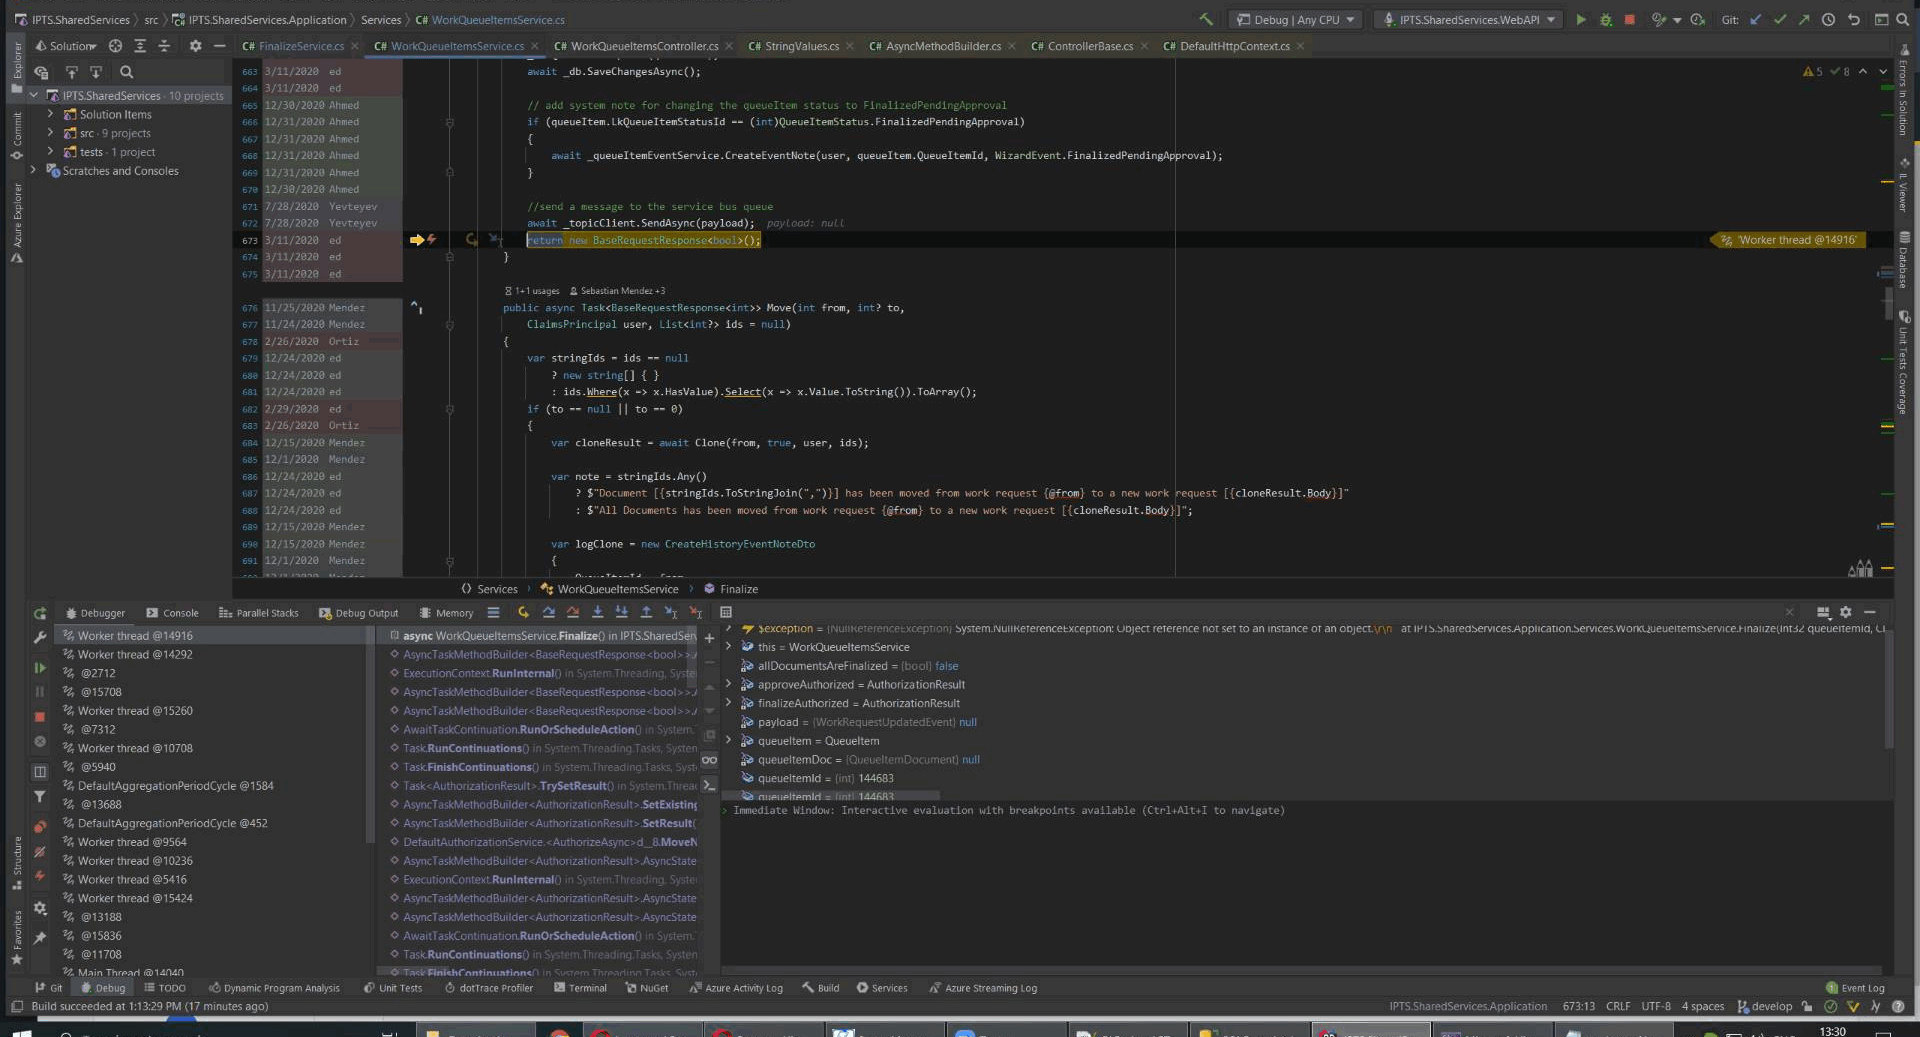 IPTS.SharedServices src IPTS.SharedServices.Application Services C# WorkQueueItemsService.cs Debug | Any CPU IPTS.SharedServices.WebAPI Git:
Solution C# FinalizeService.cs C# WorkQueueItemsService.cs C# WorkQueueItemsController.cs C# StringValues.cs C# AsyncMethodBuilder.cs C# ControllerBase.cs C# DefaultHttpContext.cs
Explorer
Commit
Azure Explorer
Structure
Favorites
IPTS.SharedServices · 10 projects
Solution Items
src · 9 projects
tests · 1 project
Scratches and Consoles
663 3/11/2020 ed await _db.SaveChangesAsync();
664 3/11/2020 ed
665 12/30/2020 Ahmed // add system note for changing the queueItem status to FinalizedPendingApproval
666 12/31/2020 Ahmed if (queueItem.LkQueueItemStatusId == (int)QueueItemStatus.FinalizedPendingApproval)
667 12/31/2020 Ahmed {
668 12/31/2020 Ahmed await _queueItemEventService.CreateEventNote(user, queueItem.QueueItemId, WizardEvent.FinalizedPendingApproval);
669 12/31/2020 Ahmed }
670 12/30/2020 Ahmed
671 7/28/2020 Yevteyev //send a message to the service bus queue
672 7/28/2020 Yevteyev await _topicClient.SendAsync(payload); payload: null
673 3/11/2020 ed return new BaseRequestResponse<bool>(); 'Worker thread @14916'
674 3/11/2020 ed }
675 3/11/2020 ed
1+1 usages Sebastian Mendez +3
676 11/25/2020 Mendez public async Task<BaseRequestResponse<int>> Move(int from, int? to,
677 11/24/2020 Mendez ClaimsPrincipal user, List<int?> ids = null)
678 2/26/2020 Ortiz {
679 12/24/2020 ed var stringIds = ids == null
680 12/24/2020 ed ? new string[] { }
681 12/24/2020 ed : ids.Where(x => x.HasValue).Select(x => x.Value.ToString()).ToArray();
682 2/29/2020 ed if (to == null || to == 0)
683 2/26/2020 Ortiz {
684 12/15/2020 Mendez var cloneResult = await Clone(from, true, user, ids);
685 12/1/2020 Mendez
686 12/24/2020 ed var note = stringIds.Any()
687 12/24/2020 ed ? $"Document [{stringIds.ToStringJoin(",")}] has been moved from work request {@from} to a new work request [{cloneResult.Body}]"
688 12/24/2020 ed : $"All Documents has been moved from work request {@from} to a new work request [{cloneResult.Body}]";
689 12/15/2020 Mendez
690 12/15/2020 Mendez var logClone = new CreateHistoryEventNoteDto
691 12/1/2020 Mendez {
5 8
Errors In Solution
IL Viewer
Database
Unit Tests Coverage
Services WorkQueueItemsService Finalize
Debugger Console Parallel Stacks Debug Output Memory
Worker thread @14916
Worker thread @14292
@2712
@15708
Worker thread @15260
@7312
Worker thread @10708
@5940
DefaultAggregationPeriodCycle @1584
@13688
DefaultAggregationPeriodCycle @452
Worker thread @9564
Worker thread @10236
Worker thread @5416
Worker thread @15424
@13188
@15836
@11708
Main Thread @14040
async WorkQueueItemsService.Finalize() in IPTS.SharedServ
AsyncTaskMethodBuilder<BaseRequestResponse<bool>>.
ExecutionContext.RunInternal() in System.Threading, Syste
AsyncTaskMethodBuilder<BaseRequestResponse<bool>>.
AsyncTaskMethodBuilder<BaseRequestResponse<bool>>.
AwaitTaskContinuation.RunOrScheduleAction() in System.
Task.RunContinuations() in System.Threading.Tasks, System
Task.FinishContinuations() in System.Threading.Tasks, Syst
Task<AuthorizationResult>.TrySetResult() in System.Threa
AsyncTaskMethodBuilder<AuthorizationResult>.SetExisting
AsyncTaskMethodBuilder<AuthorizationResult>.SetResult(
DefaultAuthorizationService.<AuthorizeAsync>d__8.MoveN
AsyncTaskMethodBuilder<AuthorizationResult>.AsyncState
ExecutionContext.RunInternal() in System.Threading, Syste
AsyncTaskMethodBuilder<AuthorizationResult>.AsyncState
AsyncTaskMethodBuilder<AuthorizationResult>.AsyncState
AwaitTaskContinuation.RunOrScheduleAction() in System.
Task.RunContinuations() in System.Threading.Tasks, System
Task.FinishContinuations() in System.Threading.Tasks, Syst
$exception = {NullReferenceException} System.NullReferenceException: Object reference not set to an instance of an object.\r\n at IPTS.SharedServices.Application.Services.WorkQueueItemsService.Finalize(Int32 queueItemId, Cl
this = WorkQueueItemsService
allDocumentsAreFinalized = {bool} false
approveAuthorized = AuthorizationResult
finalizeAuthorized = AuthorizationResult
payload = {WorkRequestUpdatedEvent} null
queueItem = QueueItem
queueItemDoc = {QueueItemDocument} null
queueItemId = {int} 144683
queueItemId = {int} 144683
Immediate Window: Interactive evaluation with breakpoints available (Ctrl+Alt+I to navigate)
Git Debug TODO Dynamic Program Analysis Unit Tests dotTrace Profiler Terminal NuGet Azure Activity Log Build Services Azure Streaming Log Event Log
Build succeeded at 1:13:29 PM (17 minutes ago) IPTS.SharedServices.Application 673:13 CRLF UTF-8 4 spaces develop
13:30